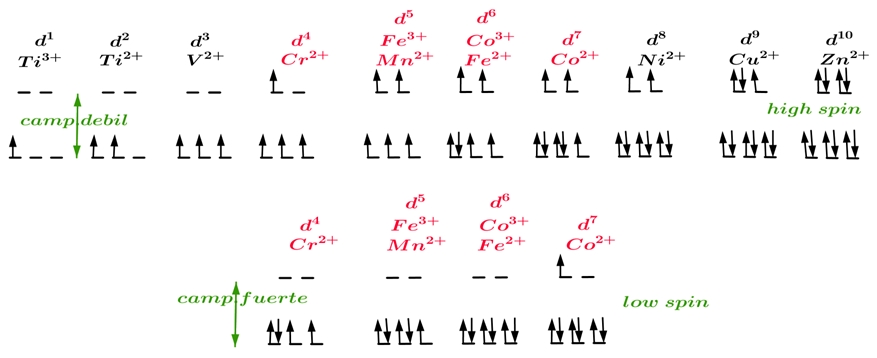 d¹ d² d³ d⁴ d⁵ d⁶ d⁷ d⁸ d⁹ d¹⁰
Ti³⁺ Ti²⁺ V²⁺ Cr²⁺ Fe³⁺ Co³⁺ Co²⁺ Ni²⁺ Cu²⁺ Zn²⁺
Mn²⁺ Fe²⁺
camp.debil high spin
d⁴ d⁵ d⁶ d⁷
Cr²⁺ Fe³⁺ Co³⁺ Co²⁺
Mn²⁺ Fe²⁺
camp.fuerte low spin